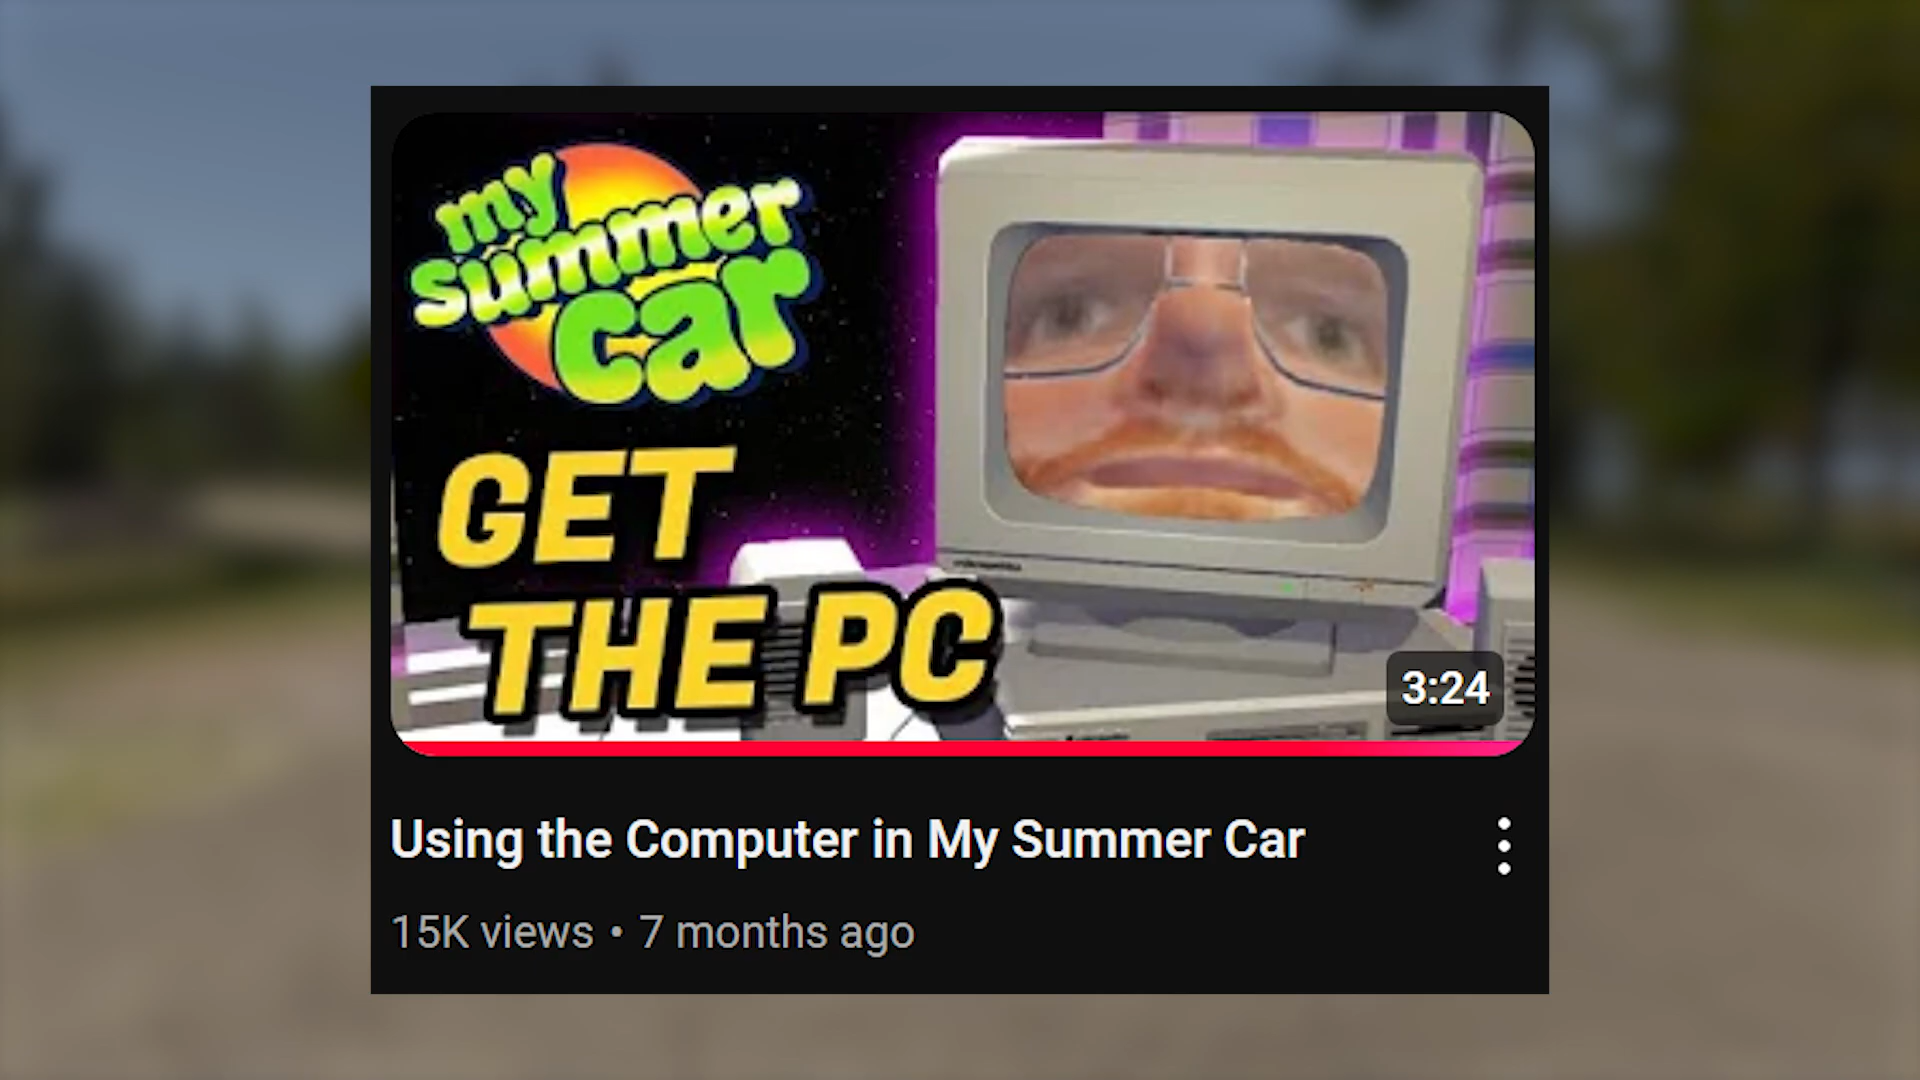 my
summer
car
GET
THE PC
3:24
Using the Computer in My Summer Car
15K views • 7 months ago